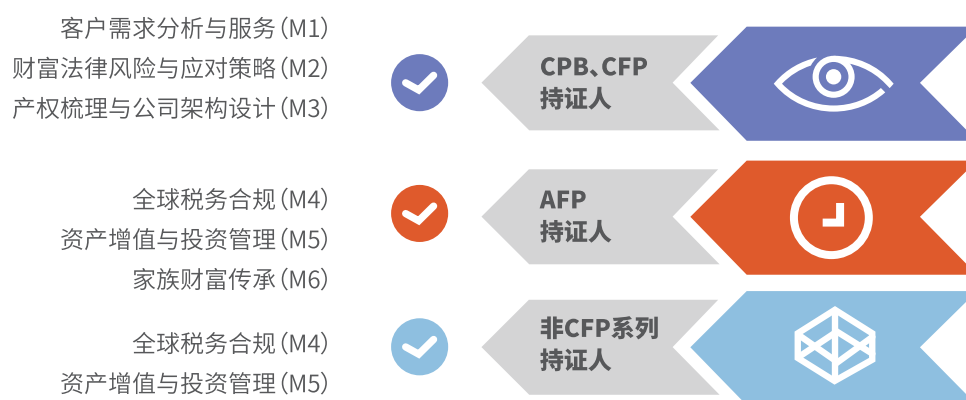 客户需求分析与服务(M1)
财富法律风险与应对策略(M2)
产权梳理与公司架构设计(M3)
CPB、CFP
持证人
全球税务合规(M4)
资产增值与投资管理(M5)
家族财富传承(M6)
AFP
持证人
全球税务合规(M4)
资产增值与投资管理(M5)
非CFP系列
持证人